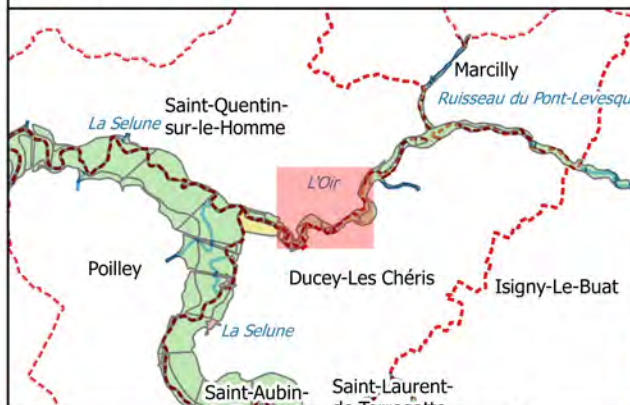 Marcilly
Ruisseau du Pont-Levesqu
La Selune
Saint-Quentin-
sur-le-Homme
L'Oir
Poilley
Ducey-Les Chéris
Isigny-Le-Buat
La Selune
Saint-Aubin-
Saint-Laurent-